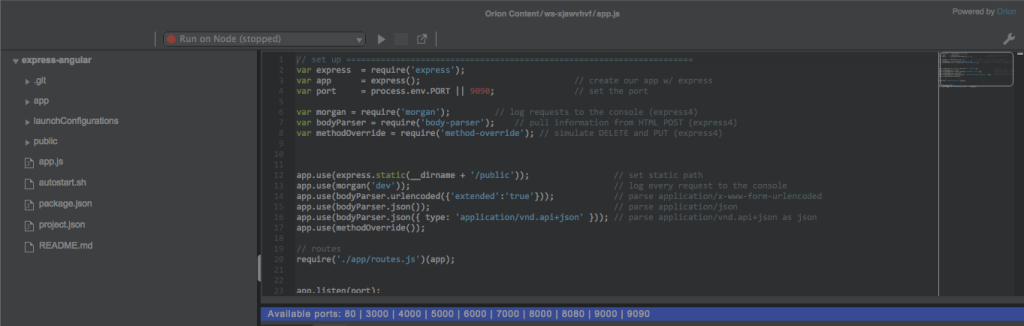 Orion Content/ws-xjawvhvf/app.js
Powered by Orion
Run on Node (stopped)
express-angular
.git
app
launchConfigurations
public
app.js
autostart.sh
package.json
project.json
README.md
1 // set up ======================================================================
2 var express  = require('express');
3 var app      = express(); // create our app w/ express
4 var port     = process.env.PORT || 9090; // set the port
5
6 var morgan = require('morgan'); // log requests to the console (express4)
7 var bodyParser = require('body-parser'); // pull information from HTML POST (express4)
8 var methodOverride = require('method-override'); // simulate DELETE and PUT (express4)
9
10
11
12 app.use(express.static(__dirname + '/public')); // set static path
13 app.use(morgan('dev')); // log every request to the console
14 app.use(bodyParser.urlencoded({'extended':'true'})); // parse application/x-www-form-urlencoded
15 app.use(bodyParser.json()); // parse application/json
16 app.use(bodyParser.json({ type: 'application/vnd.api+json' })); // parse application/vnd.api+json as json
17 app.use(methodOverride());
18
19 // routes
20 require('./app/routes.js')(app);
21
22
23 app.listen(port);
Available ports: 80 | 3000 | 4000 | 5000 | 6000 | 7000 | 8000 | 8080 | 9000 | 9090